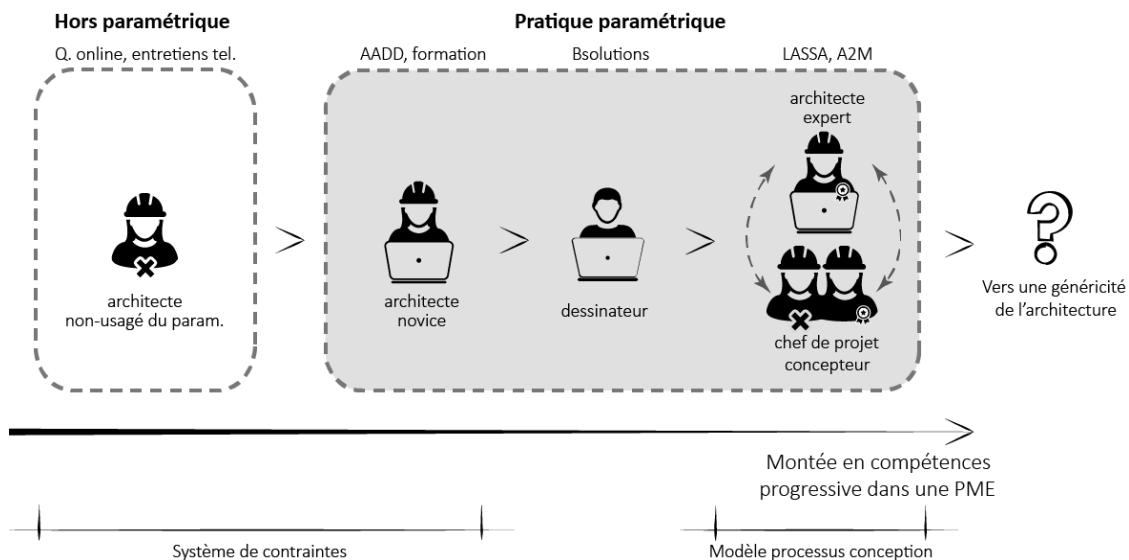 Hors paramétrique
Pratique paramétrique
Q. online, entretiens tel.
AADD, formation
Bsolutions
LASSA, A2M
architecte
expert
architecte
non-usagé du param.
architecte
novice
dessinateur
chef de projet
concepteur
Vers une généricité
de l'architecture
Montée en compétences
progressive dans une PME
Système de contraintes
Modèle processus conception